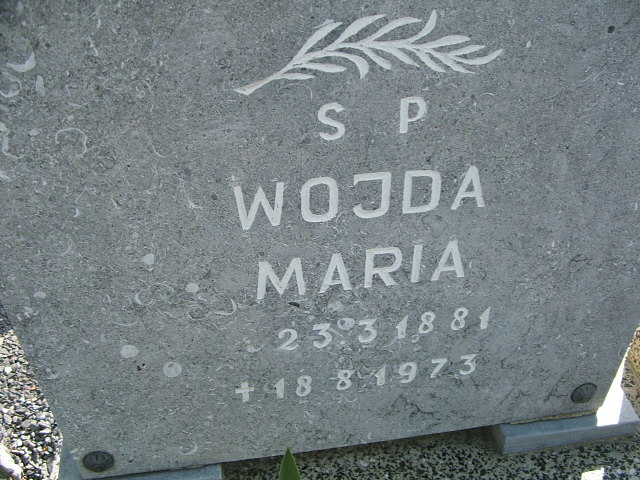 S P
WOJDA
MARIA
23.3 1881
+ 18 8 1973